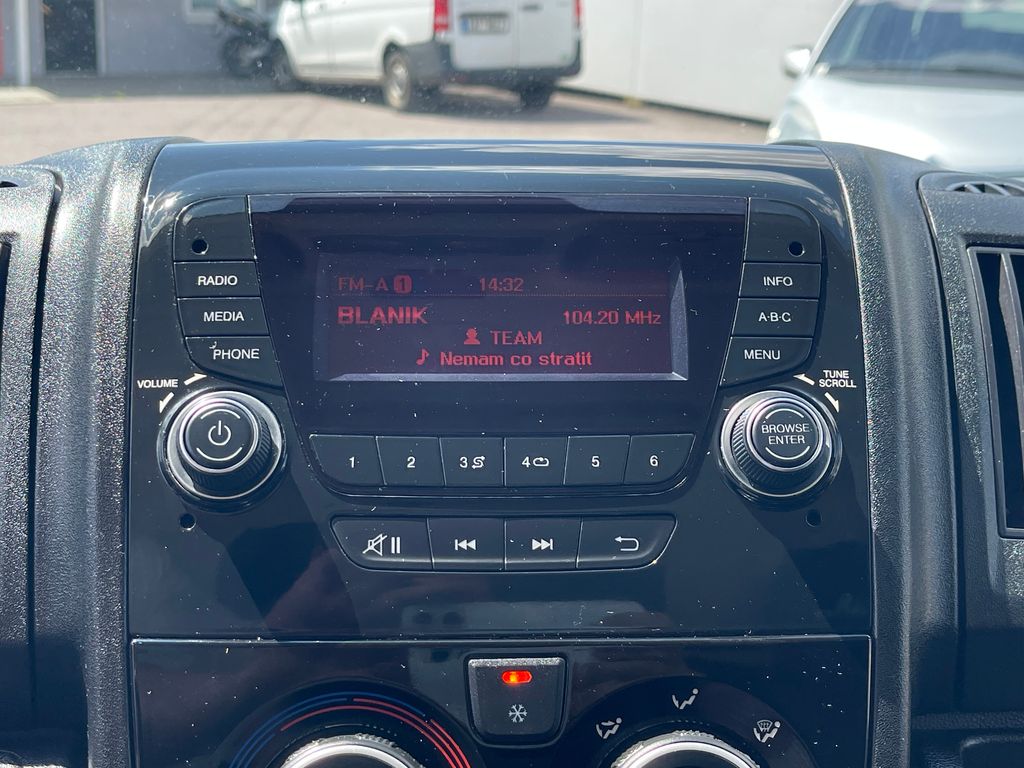 RADIO
MEDIA
PHONE
VOLUME
FM-A 1 14:32
BLANIK 104.20 MHz
TEAM
Nemam co stratit
INFO
A-B-C
MENU
TUNE
SCROLL
BROWSE
ENTER
1 2 3 4 5 6